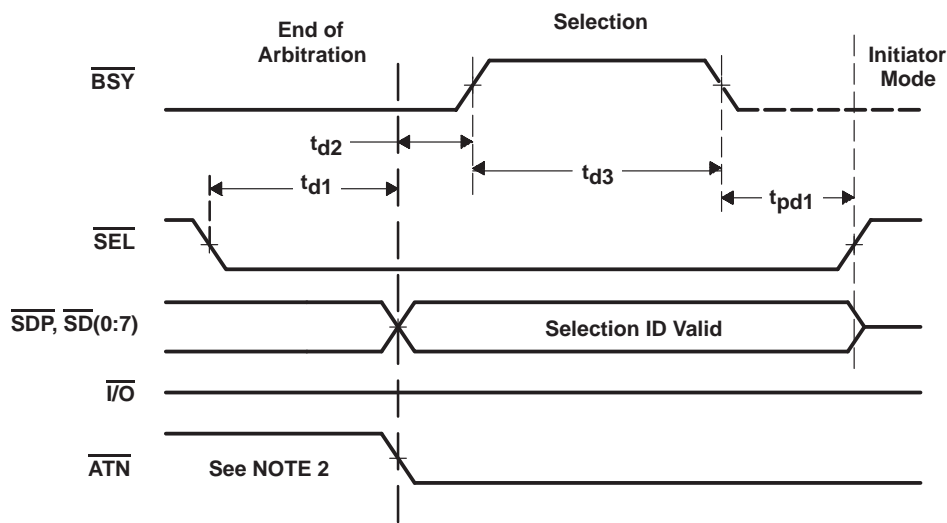 End of
Arbitration
Selection
Initiator
Mode
BSY
td2
td1
td3
tpd1
SEL
SDP, SD(0:7)
Selection ID Valid
I/O
ATN
See NOTE 2